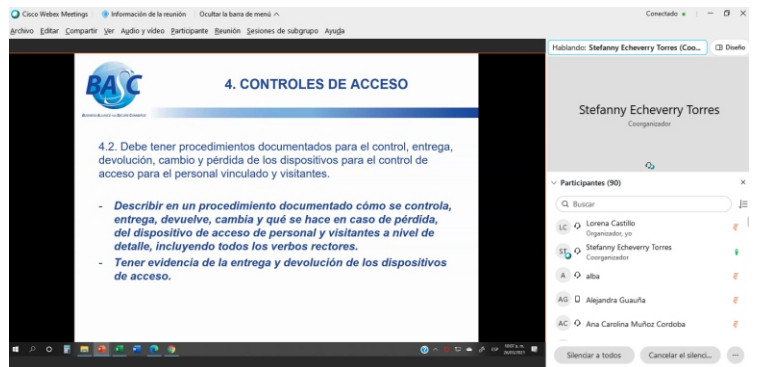 Cisco Webex Meetings
Información de la reunión
Ocultar la barra de menú
Conectado
Archivo Editar Compartir Ver Audio y vídeo Participante Reunión Sesiones de subgrupo Ayuda
Hablando: Stefanny Echeverry Torres (Coo...
Diseño
BASC
4. CONTROLES DE ACCESO
4.2. Debe tener procedimientos documentados para el control, entrega,
devolución, cambio y pérdida de los dispositivos para el control de
acceso para el personal vinculado y visitantes.
- Describir en un procedimiento documentado cómo se controla,
entrega, devuelve, cambia y qué se hace en caso de pérdida,
del dispositivo de acceso de personal y visitantes a nivel de
detalle, incluyendo todos los verbos rectores.
- Tener evidencia de la entrega y devolución de los dispositivos
de acceso.
Stefanny Echeverry Torres
Coorganizador
Participantes (90)
Buscar
LC Lorena Castillo
Organizador, yo
ST Stefanny Echeverry Torres
Coorganizador
A alba
AG Alejandra Guauña
AC Ana Carolina Muñoz Cordoba
Silenciar a todos
Cancelar el silenci...
ESP